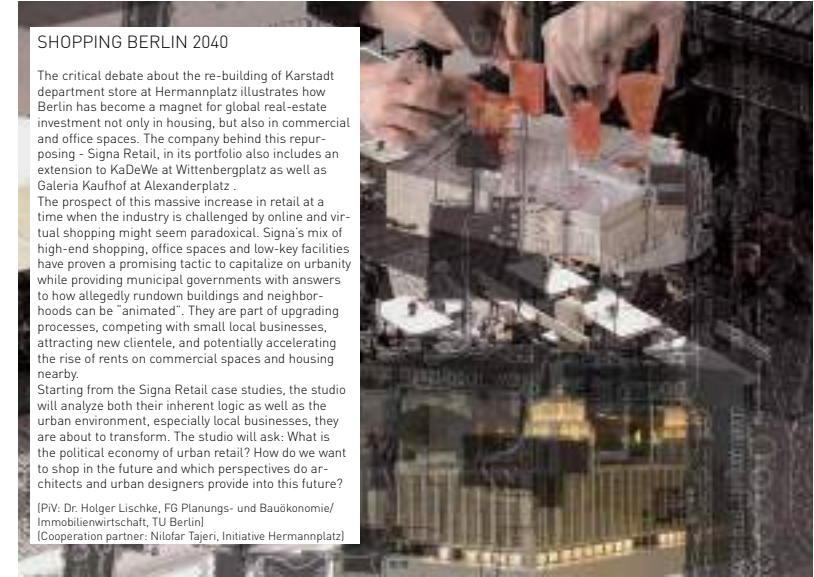 SHOPPING BERLIN 2040
The critical debate about the re-building of Karstadt
department store at Hermannplatz illustrates how
Berlin has become a magnet for global real-estate
investment not only in housing, but also in commercial
and office spaces. The company behind this repur-
posing - Signa Retail, in its portfolio also includes an
extension to KaDeWe at Wittenbergplatz as well as
Galeria Kaufhof at Alexanderplatz .
The prospect of this massive increase in retail at a
time when the industry is challenged by online and vir-
tual shopping might seem paradoxical. Signa's mix of
high-end shopping, office spaces and low-key facilities
have proven a promising tactic to capitalize on urbanity
while providing municipal governments with answers
to how allegedly rundown buildings and neighbor-
hoods can be "animated". They are part of upgrading
processes, competing with small local businesses,
attracting new clientele, and potentially accelerating
the rise of rents on commercial spaces and housing
nearby.
Starting from the Signa Retail case studies, the studio
will analyze both their inherent logic as well as the
urban environment, especially local businesses, they
are about to transform. The studio will ask: What is
the political economy of urban retail? How do we want
to shop in the future and which perspectives do ar-
chitects and urban designers provide into this future?
(PiV: Dr. Holger Lischke, FG Planungs- und Bauökonomie/
Immobilienwirtschaft, TU Berlin)
(Cooperation partner: Nilofar Tajeri, Initiative Hermannplatz)